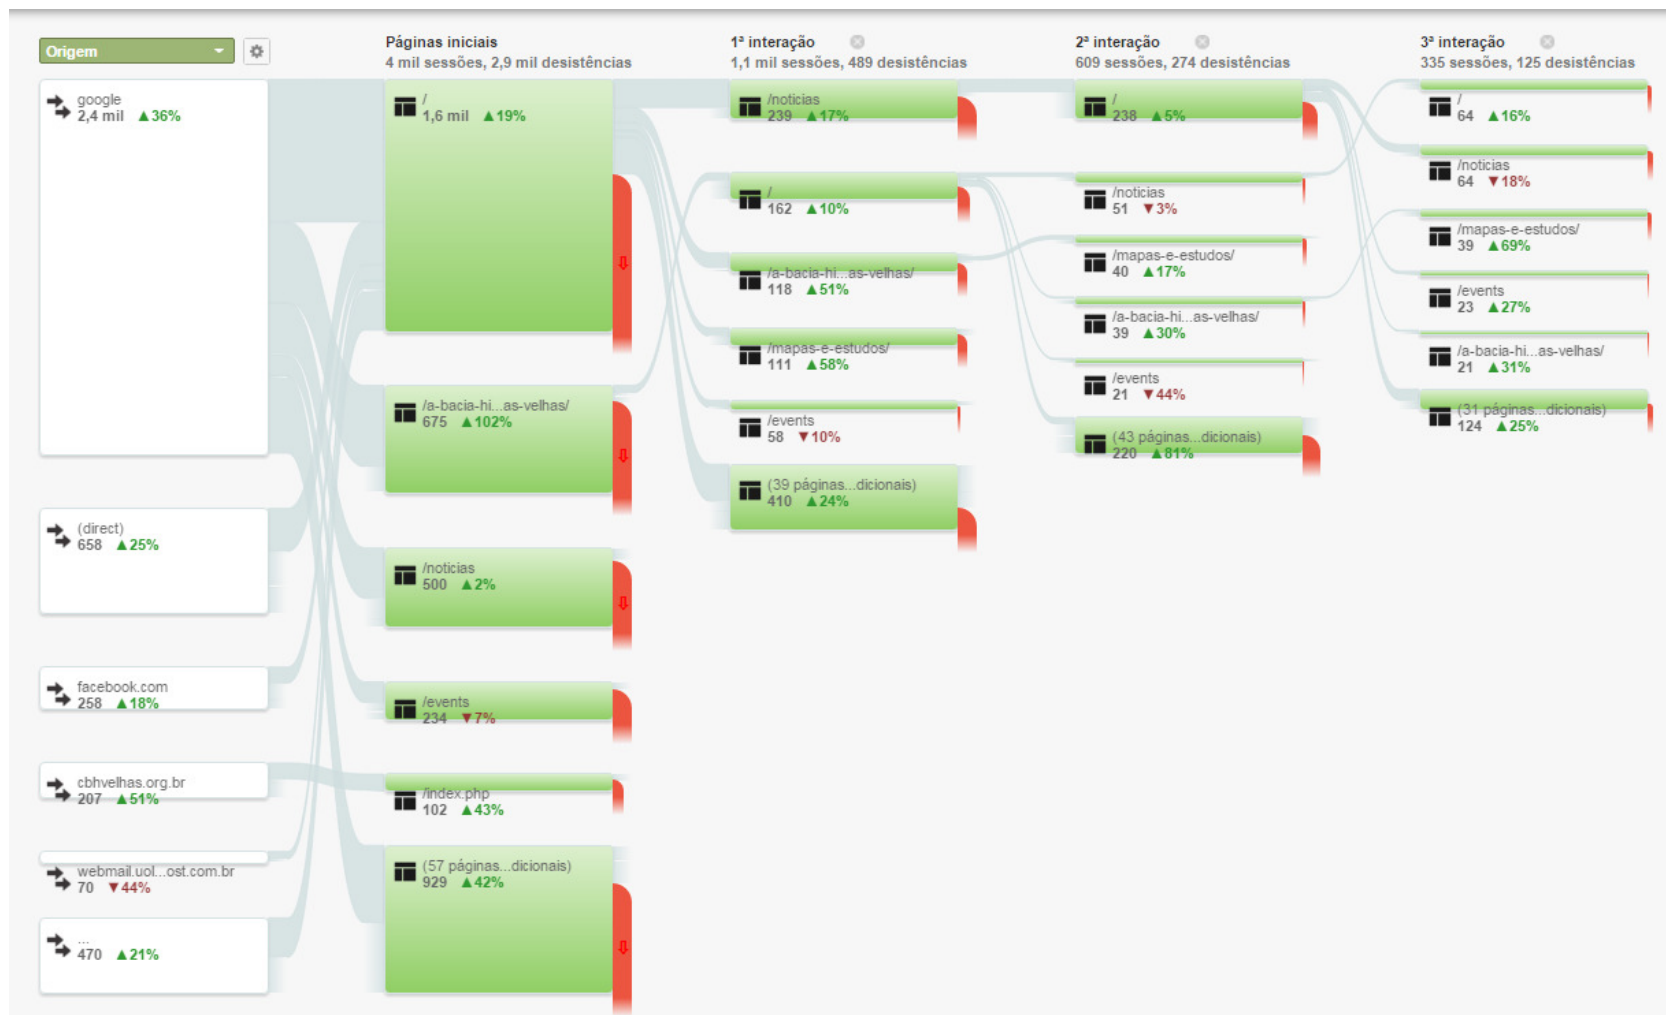 Origem
google
2,4 mil ▲36%
(direct)
658 ▲25%
facebook.com
258 ▲18%
cbhvelhas.org.br
207 ▲51%
webmail.uol...ost.com.br
70 ▼44%
...
470 ▲21%
Páginas iniciais
4 mil sessões, 2,9 mil desistências
/
1,6 mil ▲19%
/a-bacia-hi...as-velhas/
675 ▲102%
/noticias
500 ▲2%
/events
234 ▼7%
/index.php
102 ▲43%
(57 páginas...dicionais)
929 ▲42%
1ª interação
1,1 mil sessões, 489 desistências
/noticias
239 ▲17%
/
162 ▲10%
/a-bacia-hi...as-velhas/
118 ▲51%
/mapas-e-estudos/
111 ▲58%
/events
58 ▼10%
(39 páginas...dicionais)
410 ▲24%
2ª interação
609 sessões, 274 desistências
/
238 ▲5%
/noticias
51 ▼3%
/mapas-e-estudos/
40 ▲17%
/a-bacia-hi...as-velhas/
39 ▲30%
/events
21 ▼44%
(43 páginas...dicionais)
220 ▲81%
3ª interação
335 sessões, 125 desistências
/
64 ▲16%
/noticias
64 ▼18%
/mapas-e-estudos/
39 ▲69%
/events
23 ▲27%
/a-bacia-hi...as-velhas/
21 ▲31%
(31 páginas...dicionais)
124 ▲25%